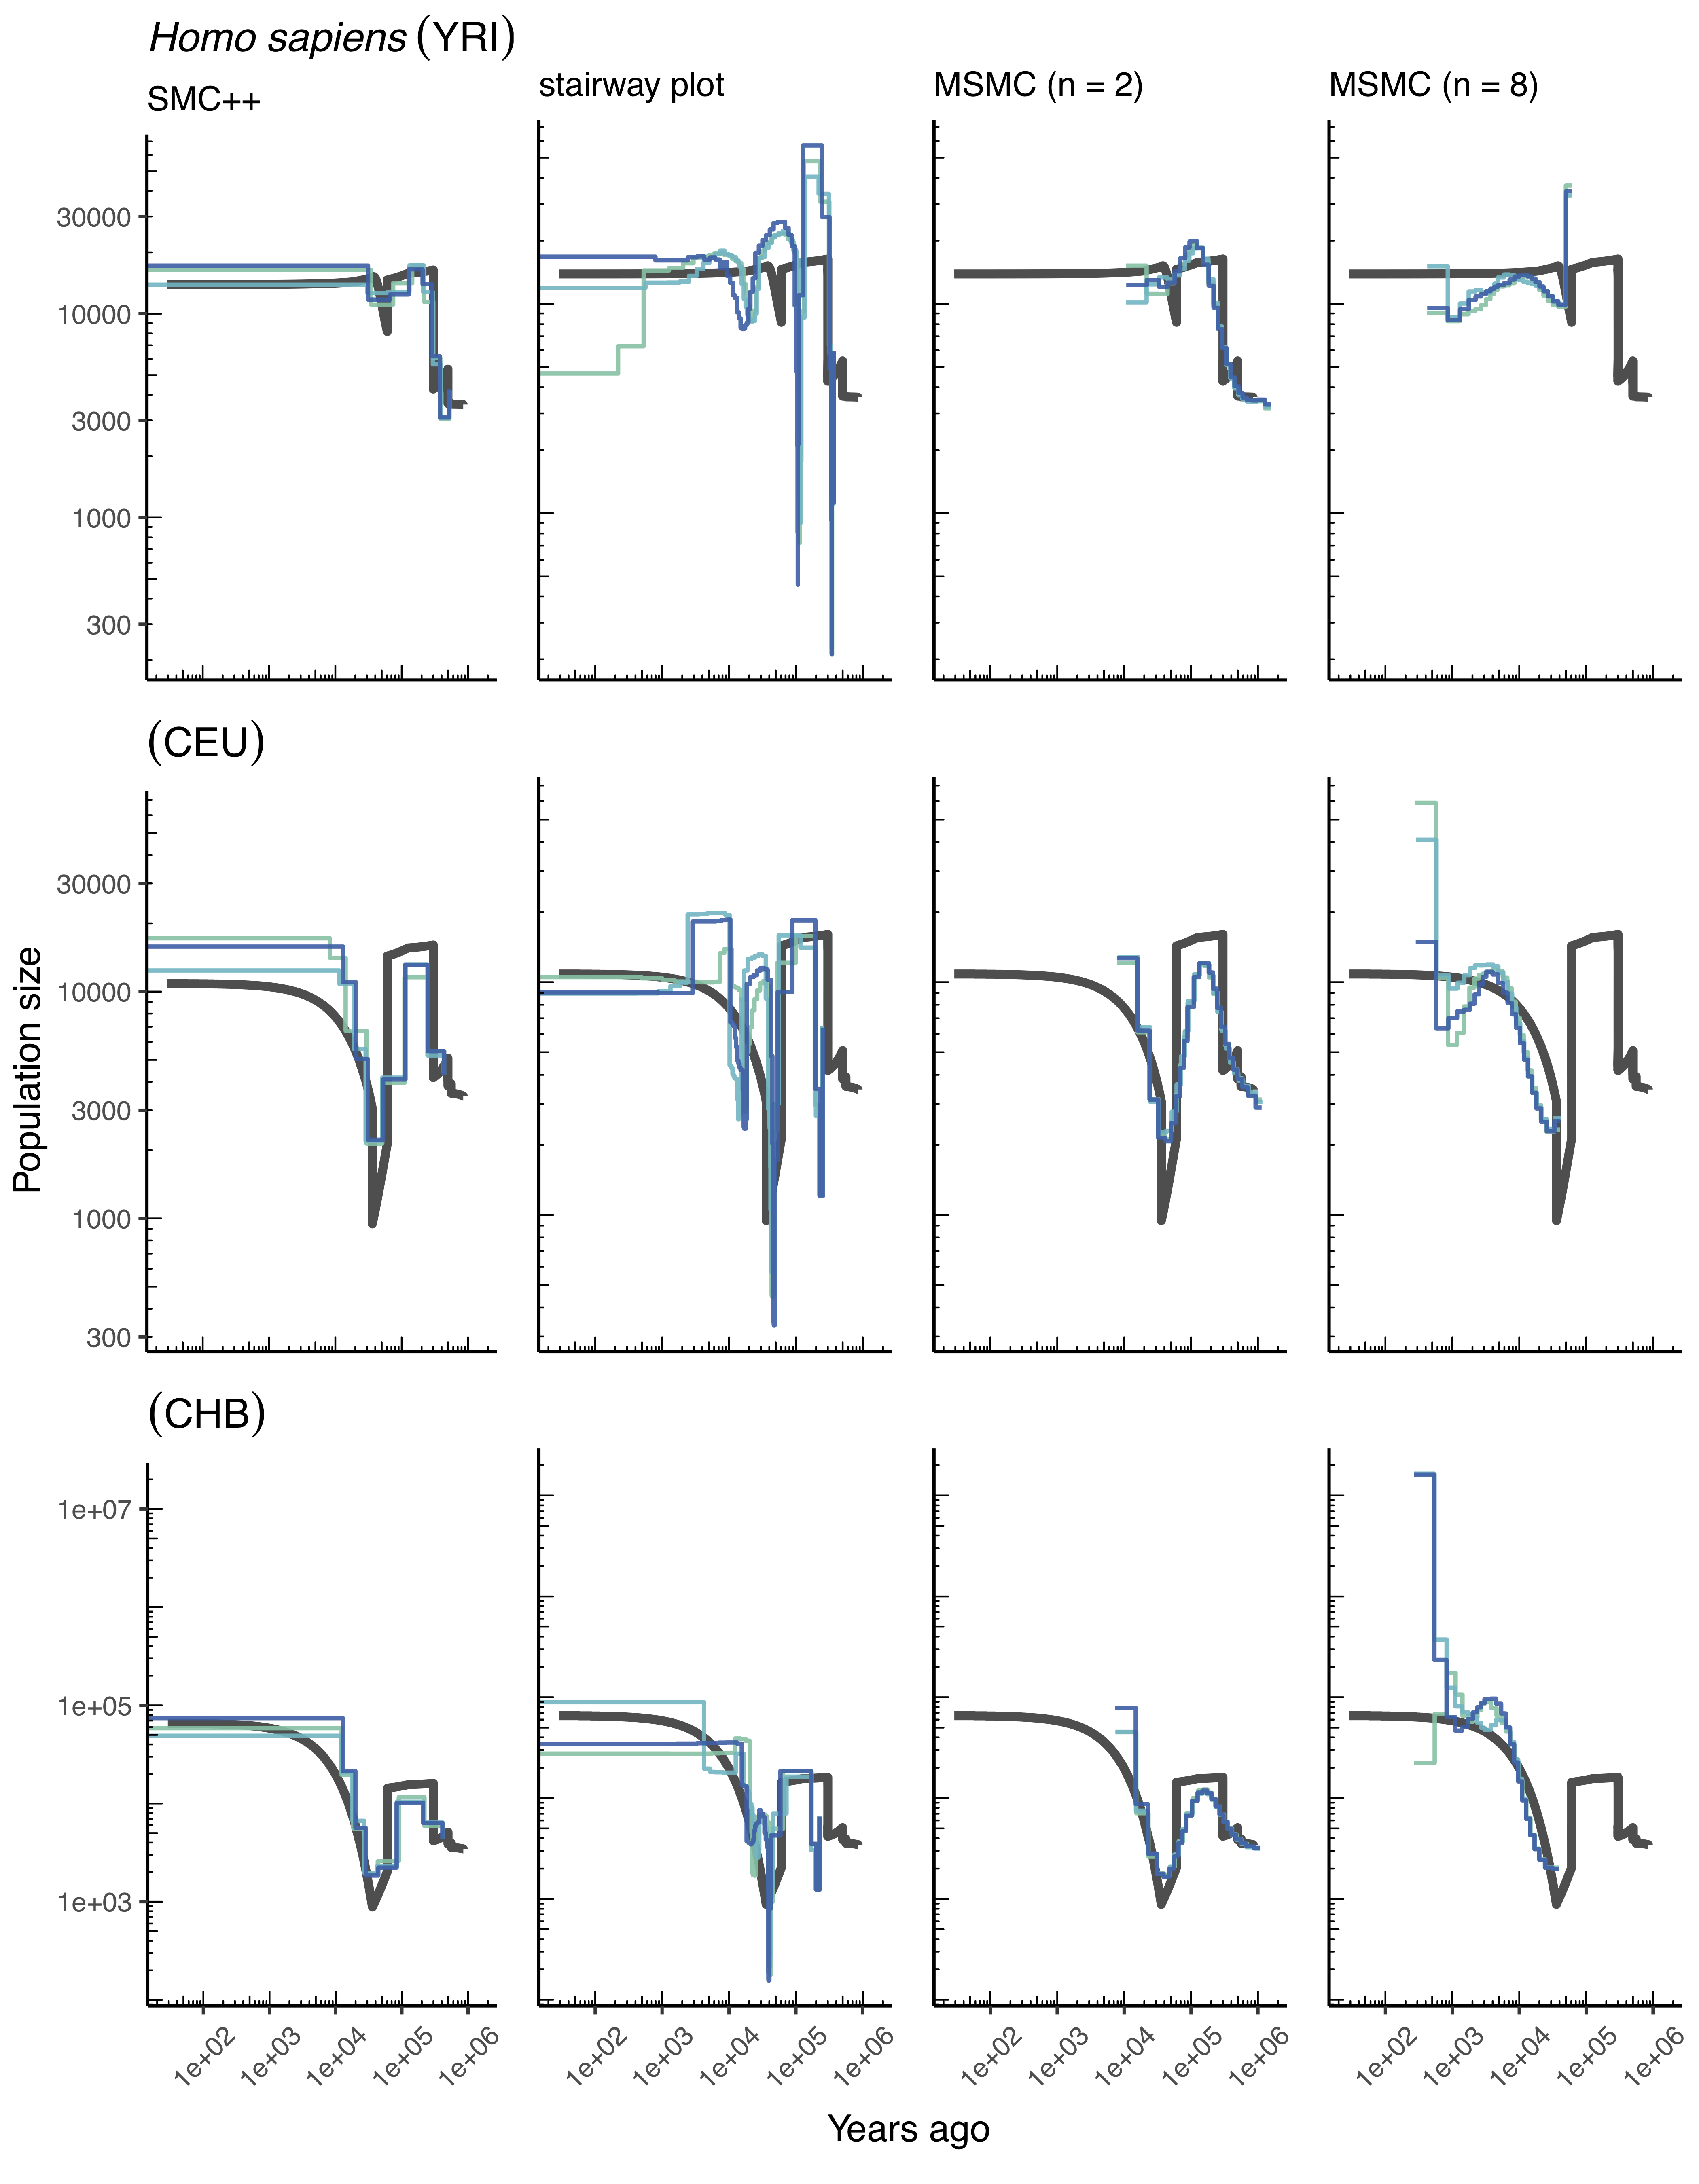 Homo sapiens (YRI)
SMC++
stairway plot
MSMC (n = 2)
MSMC (n = 8)
30000
10000
3000
1000
300
(CEU)
30000
10000
3000
1000
300
(CHB)
1e+07
1e+05
1e+03
Population size
1e+02 1e+03 1e+04 1e+05 1e+06
1e+02 1e+03 1e+04 1e+05 1e+06
1e+02 1e+03 1e+04 1e+05 1e+06
1e+02 1e+03 1e+04 1e+05 1e+06
Years ago